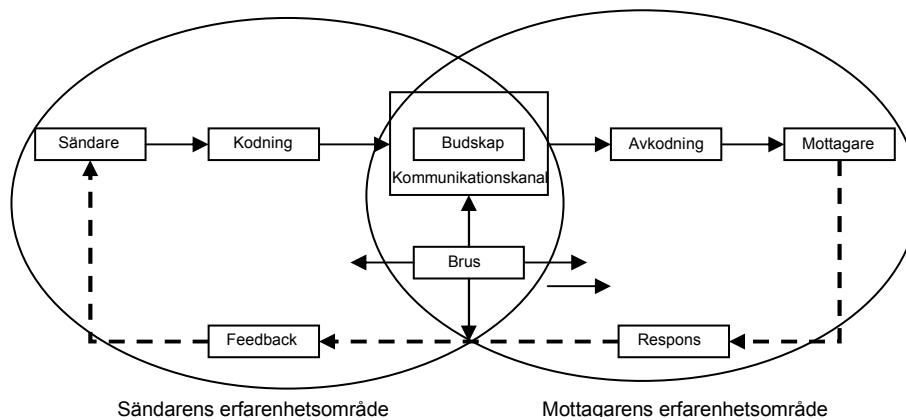 Sändare
Kodning
Budskap
Kommunikationskanal
Avkodning
Mottagare
Brus
Feedback
Respons
Sändarens erfarenhetsområde
Mottagarens erfarenhetsområde